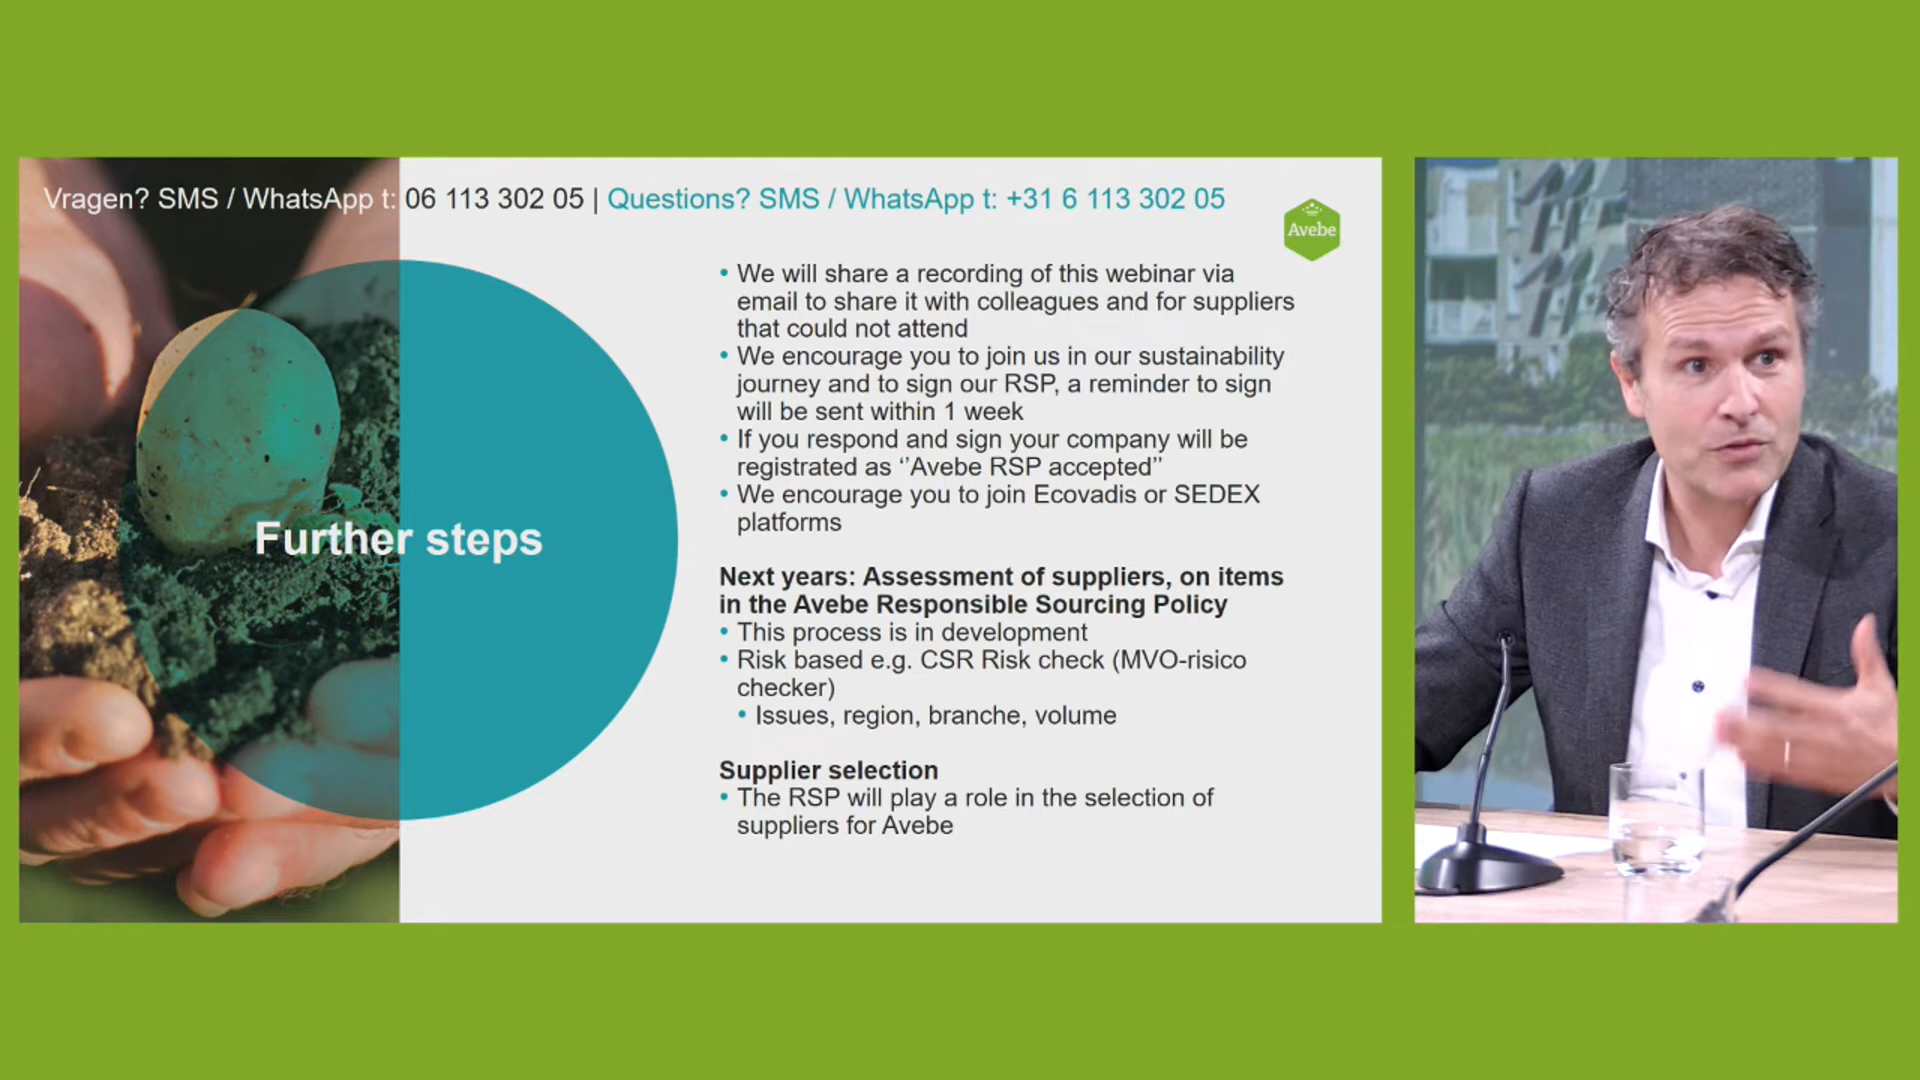 Vragen? SMS / WhatsApp t: 06 113 302 05 | Questions? SMS / WhatsApp t: +31 6 113 302 05
Avebe
• We will share a recording of this webinar via
email to share it with colleagues and for suppliers
that could not attend
• We encourage you to join us in our sustainability
journey and to sign our RSP, a reminder to sign
will be sent within 1 week
• If you respond and sign your company will be
registrated as ‘’Avebe RSP accepted’’
• We encourage you to join Ecovadis or SEDEX
platforms
Further steps
Next years: Assessment of suppliers, on items
in the Avebe Responsible Sourcing Policy
• This process is in development
• Risk based e.g. CSR Risk check (MVO-risico
checker)
• Issues, region, branche, volume
Supplier selection
• The RSP will play a role in the selection of
suppliers for Avebe